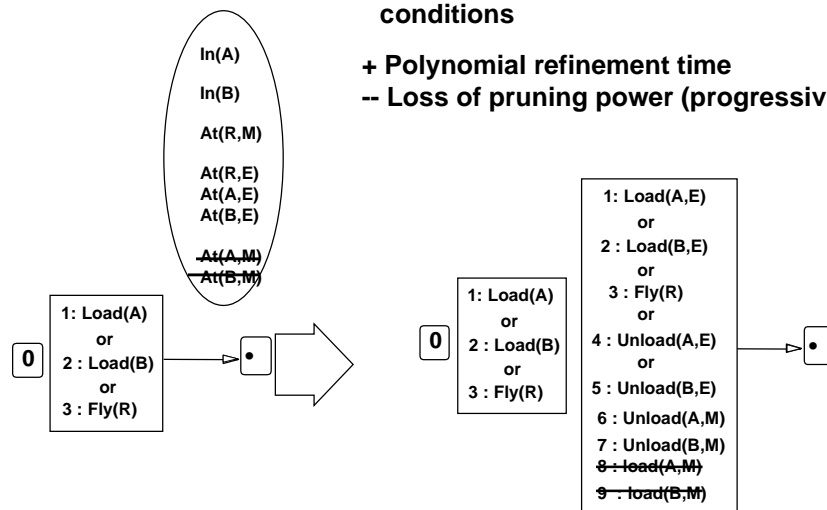 conditions
+ Polynomial refinement time
-- Loss of pruning power (progressiv
In(A)
In(B)
At(R,M)
At(R,E)
At(A,E)
At(B,E)
At(A,M)
At(B,M)
0
1: Load(A)
or
2 : Load(B)
or
3 : Fly(R)
0
1: Load(A)
or
2 : Load(B)
or
3 : Fly(R)
1: Load(A,E)
or
2 : Load(B,E)
or
3 : Fly(R)
or
4 : Unload(A,E)
or
5 : Unload(B,E)
6 : Unload(A,M)
7 : Unload(B,M)
8 : load(A,M)
9 : load(B,M)